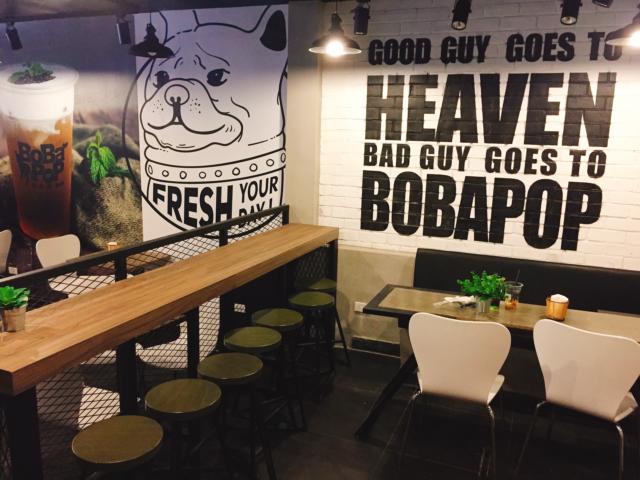 BOBA
POP
FRESH YOUR
DAY!
GOOD GUY GOES TO
HEAVEN
BAD GUY GOES TO
BOBAPOP